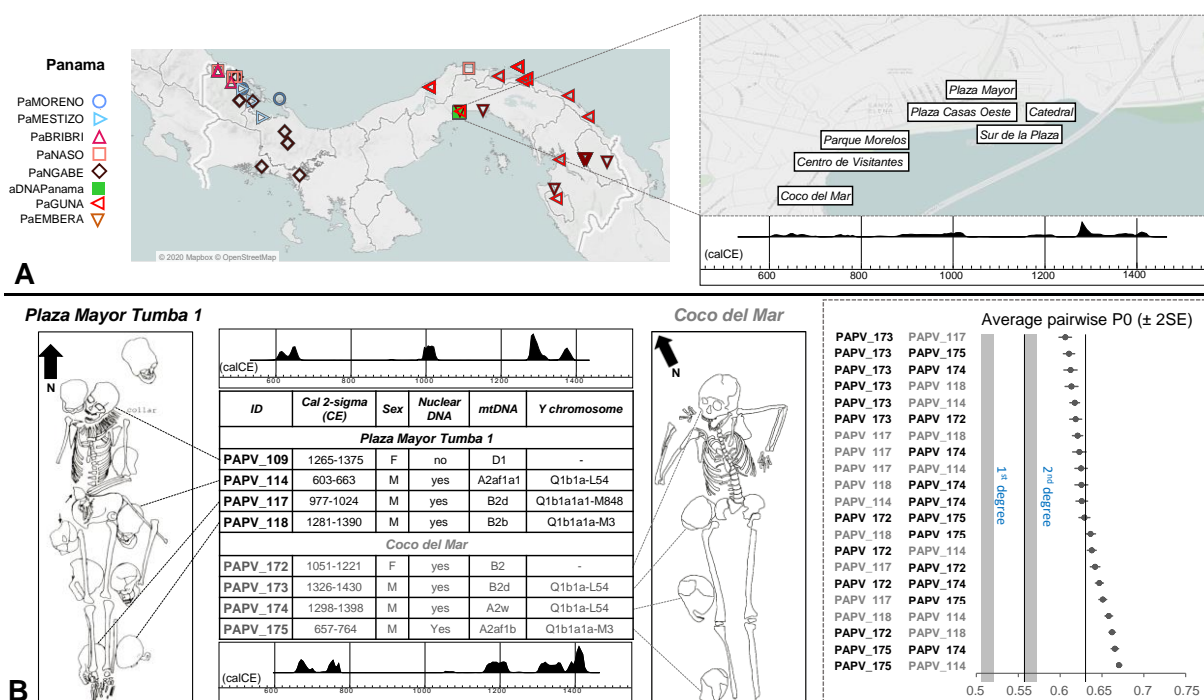 Panama
PaMORENO
PaMESTIZO
PaBRIBRI
PaNASO
PaNGABE
aDNAPanama
PaGUNA
PaEMBERA
© 2020 Mapbox © OpenStreetMap
A
Plaza Mayor
Plaza Casas Oeste
Catedral
Sur de la Plaza
Parque Morelos
Centro de Visitantes
Coco del Mar
(calCE)
600 800 1000 1200 1400
Plaza Mayor Tumba 1
N
collar
(calCE)
600 800 1000 1200 1400
ID Cal 2-sigma (CE) Sex Nuclear DNA mtDNA Y chromosome
Plaza Mayor Tumba 1
PAPV_109 1265-1375 F no D1 -
PAPV_114 603-663 M yes A2af1a1 Q1b1a-L54
PAPV_117 977-1024 M yes B2d Q1b1a1a1-M848
PAPV_118 1281-1390 M yes B2b Q1b1a1a-M3
Coco del Mar
PAPV_172 1051-1221 F yes B2 -
PAPV_173 1326-1430 M yes B2d Q1b1a-L54
PAPV_174 1298-1398 M yes A2w Q1b1a-L54
PAPV_175 657-764 M Yes A2af1b Q1b1a1a-M3
(calCE)
600 800 1000 1200 1400
B
Coco del Mar
N
Average pairwise P0 (± 2SE)
PAPV_173 PAPV_117
PAPV_173 PAPV_175
PAPV_173 PAPV_174
PAPV_173 PAPV_118
PAPV_173 PAPV_114
PAPV_173 PAPV_172
PAPV_117 PAPV_118
PAPV_117 PAPV_174
PAPV_117 PAPV_114
PAPV_118 PAPV_174
PAPV_114 PAPV_174
PAPV_172 PAPV_175
PAPV_118 PAPV_175
PAPV_172 PAPV_114
PAPV_117 PAPV_172
PAPV_172 PAPV_174
PAPV_117 PAPV_175
PAPV_118 PAPV_114
PAPV_172 PAPV_118
PAPV_175 PAPV_174
PAPV_175 PAPV_114
1st degree
2nd degree
0.5 0.55 0.6 0.65 0.7 0.75